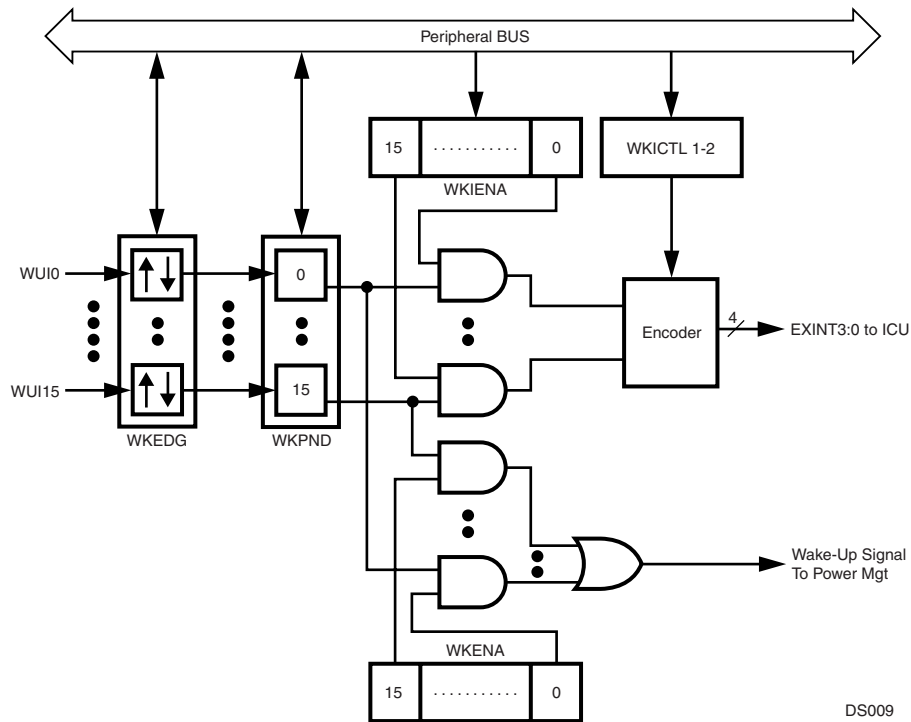 Peripheral BUS
15 ........... 0
WKIENA
WKICTL 1-2
WUI0
0
WUI15
15
WKEDG
WKPND
Encoder
4
EXINT3:0 to ICU
Wake-Up Signal
To Power Mgt
WKENA
15 ........... 0
DS009